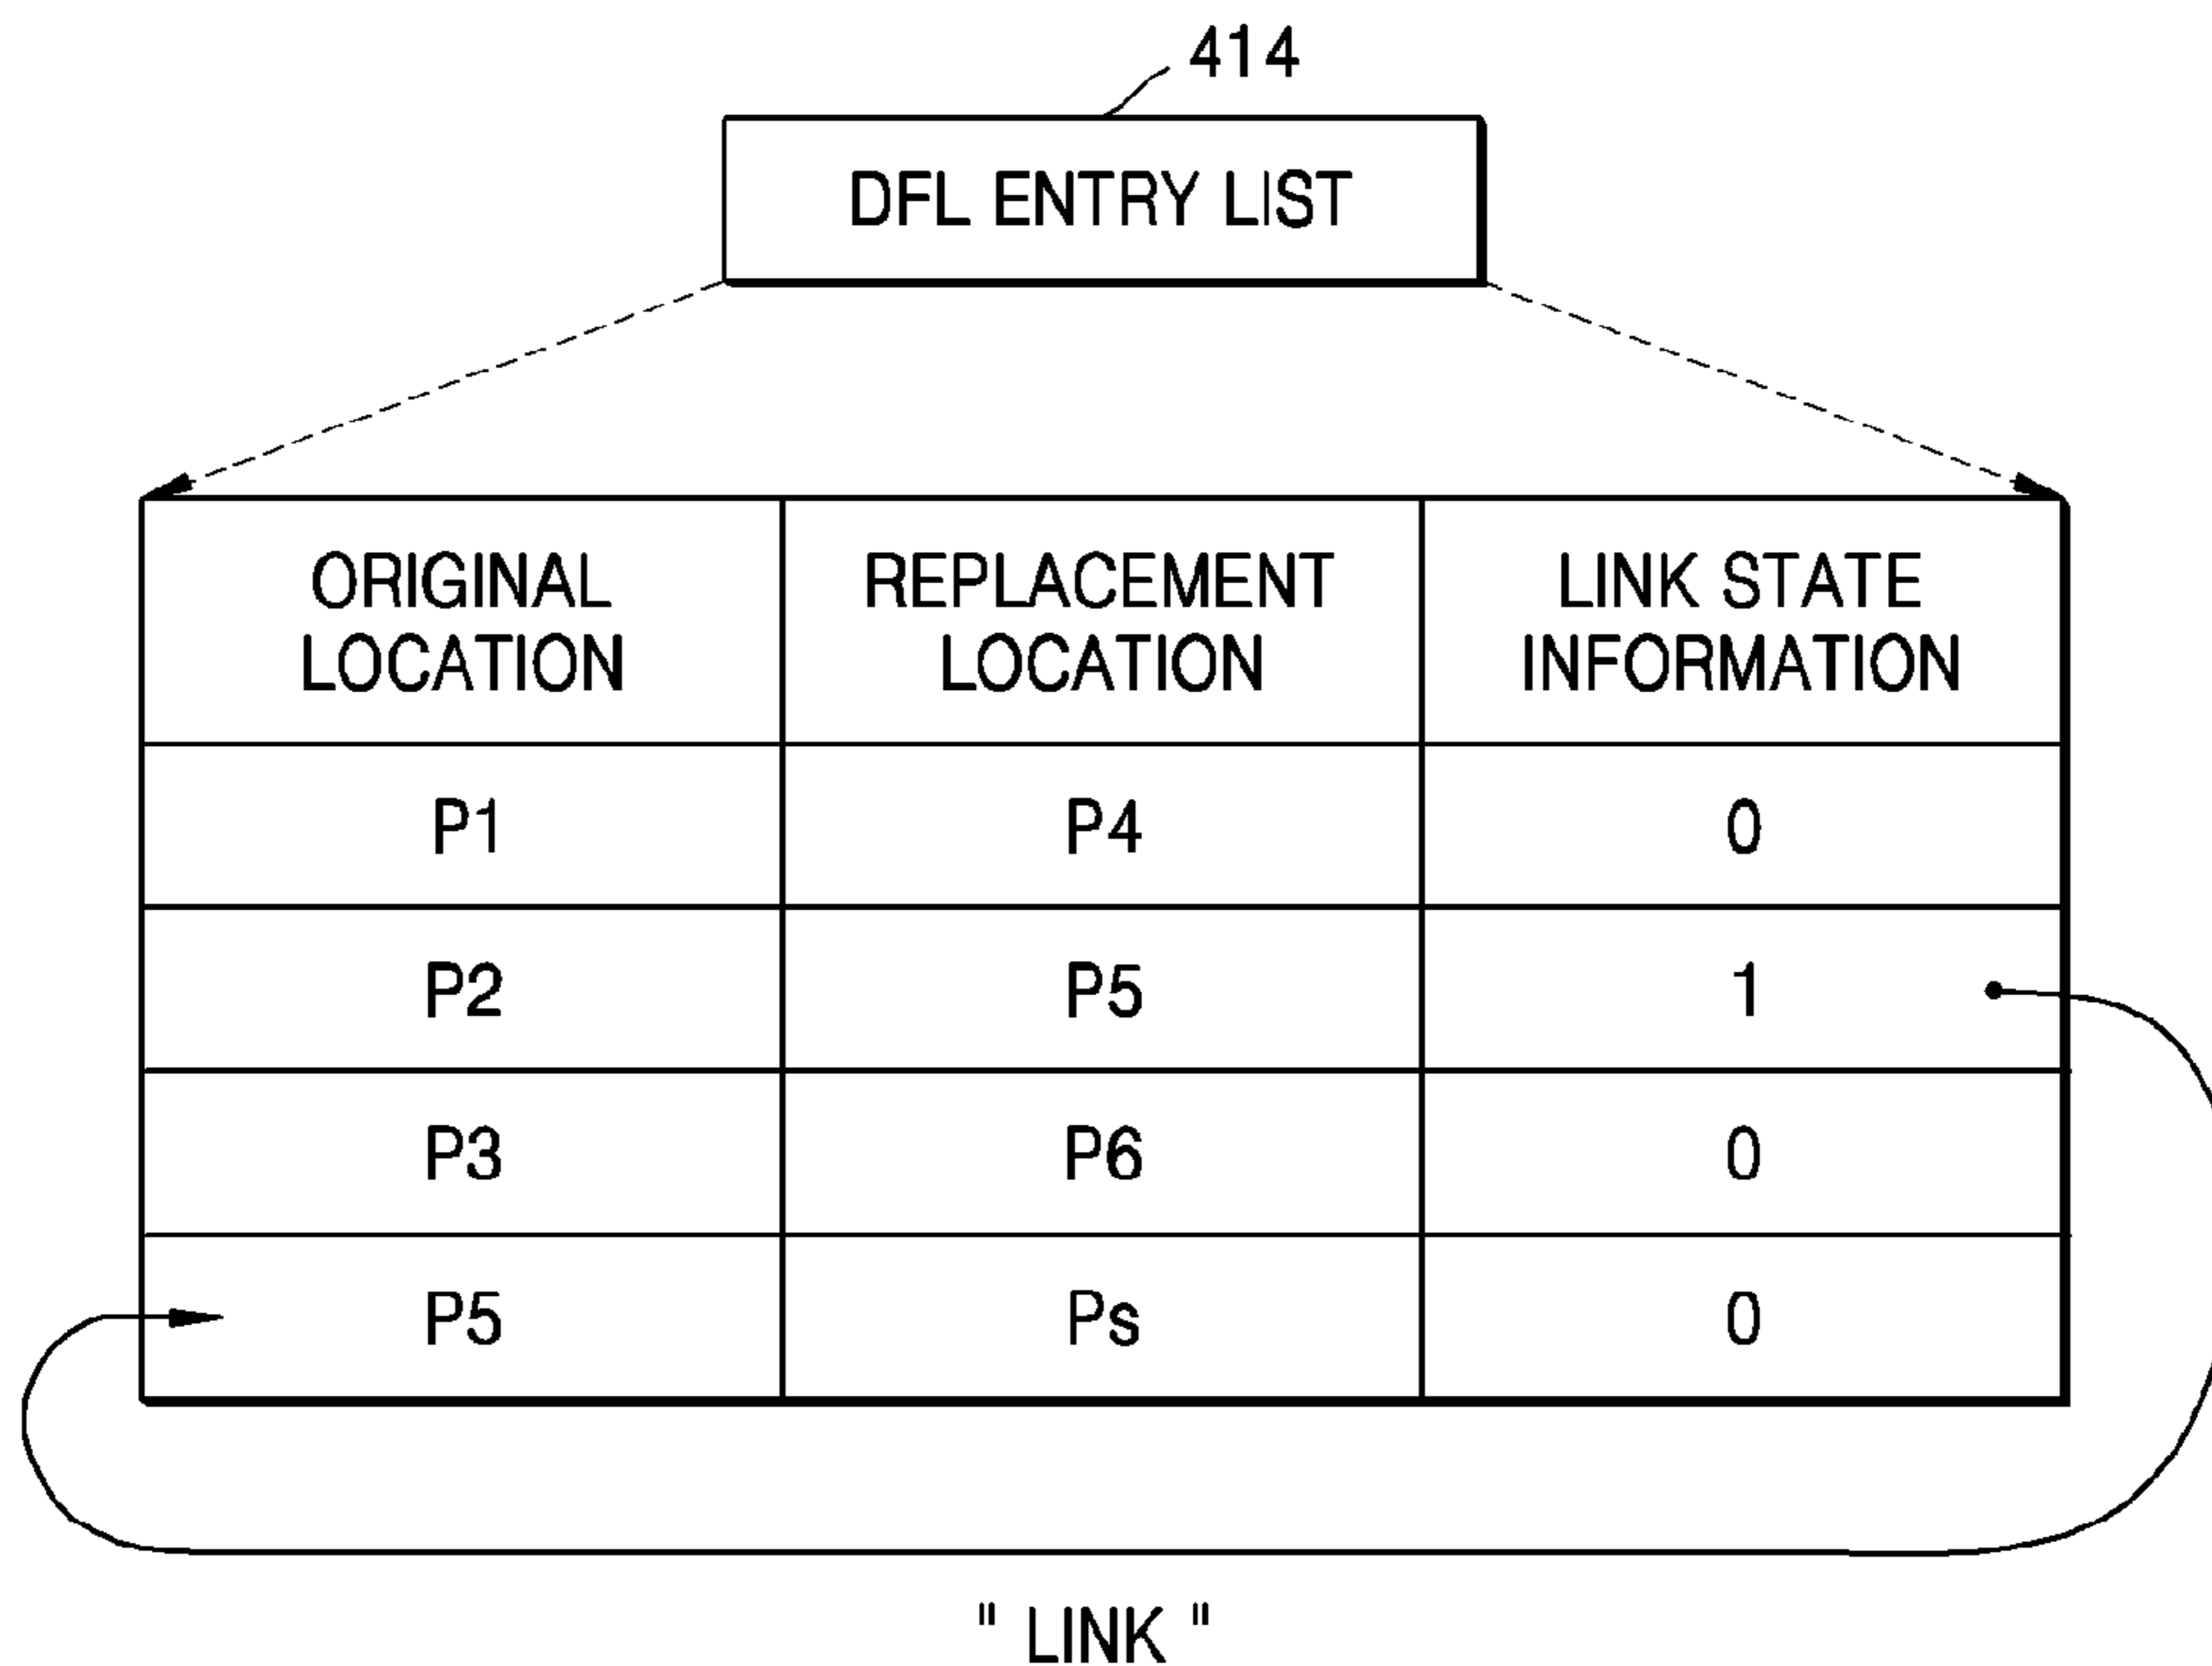 414
DFL ENTRY LIST
ORIGINAL LOCATION REPLACEMENT LOCATION LINK STATE INFORMATION
P1 P4 0
P2 P5 1
P3 P6 0
P5 Ps 0
" LINK "